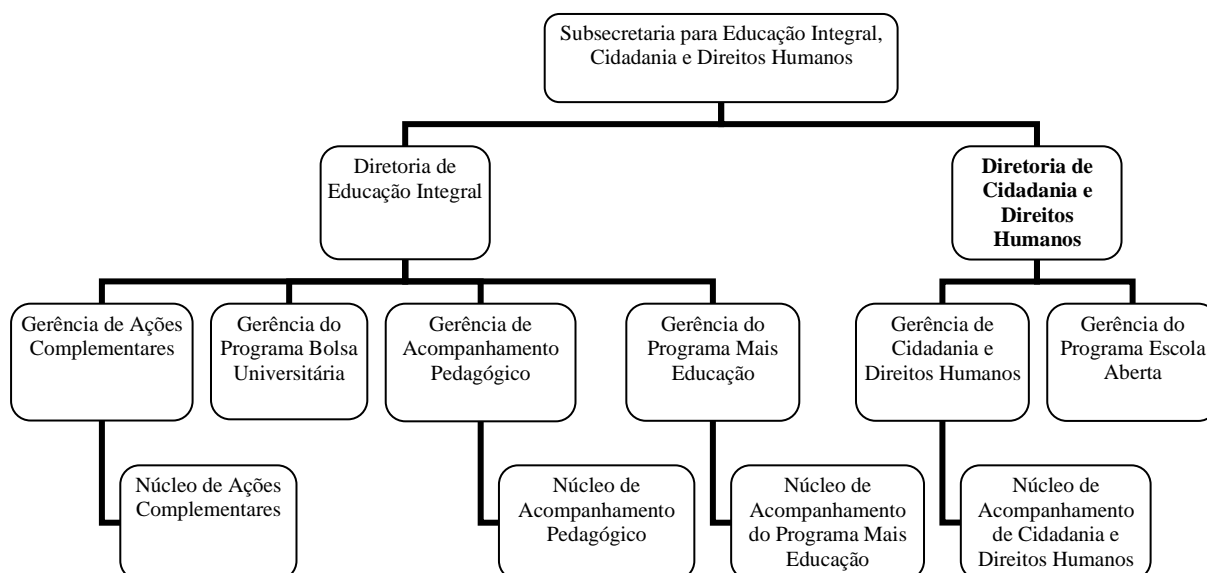 Subsecretaria para Educação Integral,
Cidadania e Direitos Humanos
Diretoria de
Educação Integral
Diretoria de
Cidadania e
Direitos
Humanos
Gerência de Ações
Complementares
Gerência do
Programa Bolsa
Universitária
Gerência de
Acompanhamento
Pedagógico
Gerência do
Programa Mais
Educação
Gerência de
Cidadania e
Direitos Humanos
Gerência do
Programa Escola
Aberta
Núcleo de Ações
Complementares
Núcleo de
Acompanhamento
Pedagógico
Núcleo de
Acompanhamento
do Programa Mais
Educação
Núcleo de
Acompanhamento
de Cidadania e
Direitos Humanos